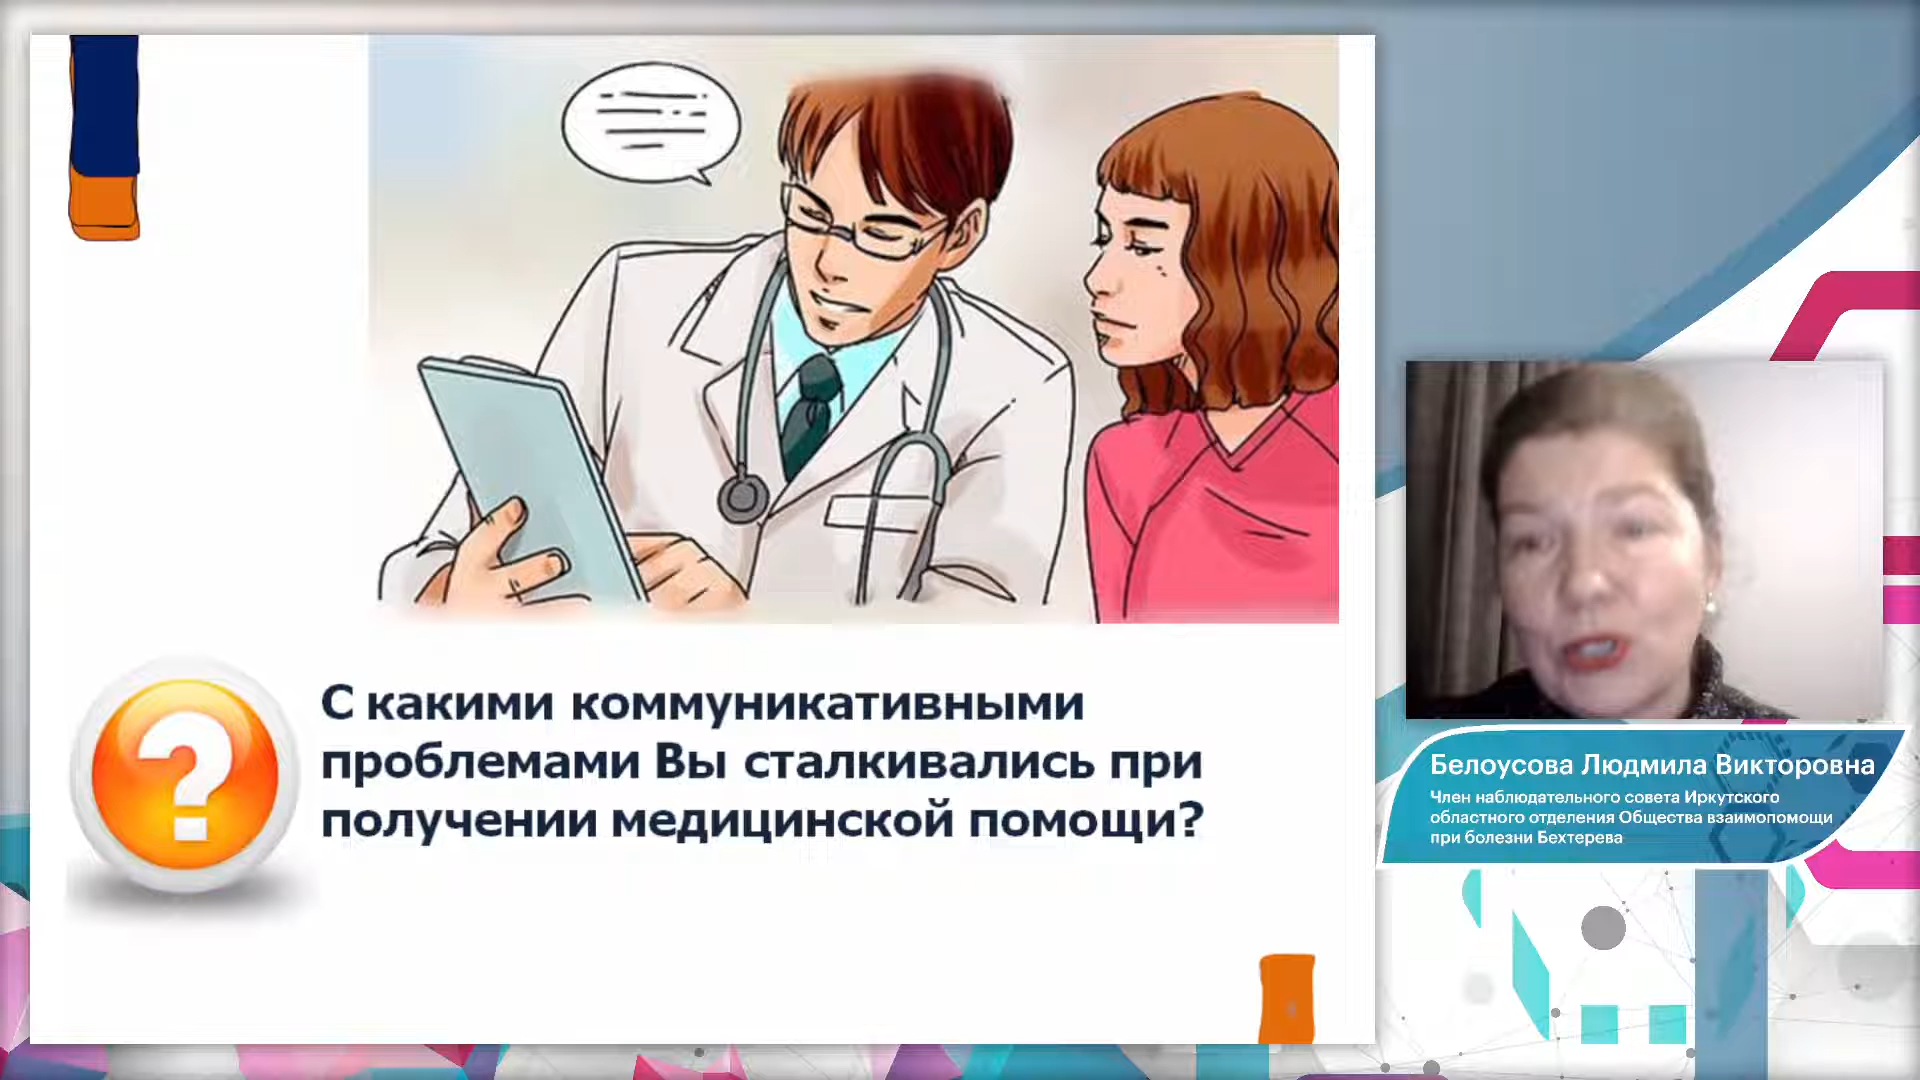 С какими коммуникативными
проблемами Вы сталкивались при
получении медицинской помощи?
Белоусова Людмила Викторовна
Член наблюдательного совета Иркутского
областного отделения Общества взаимопомощи
при болезни Бехтерева